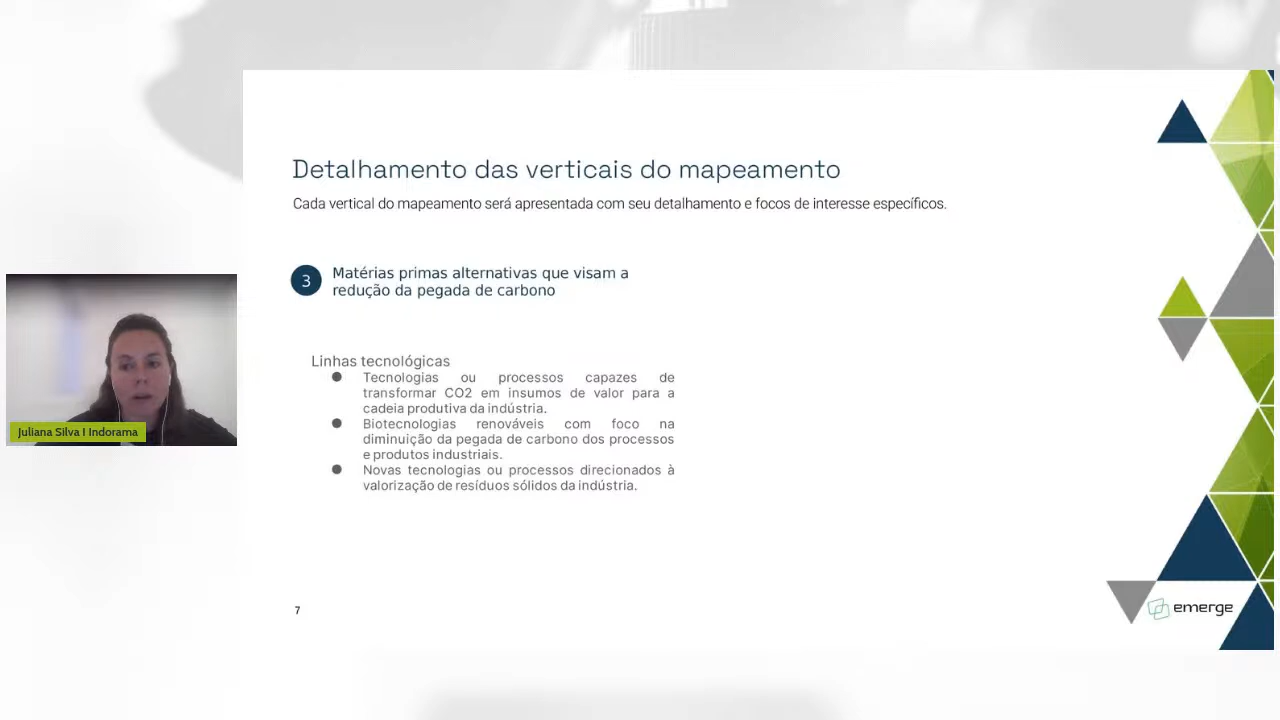 Detalhamento das verticais do mapeamento
Cada vertical do mapeamento será apresentada com seu detalhamento e focos de interesse específicos.
3
Matérias primas alternativas que visam a
redução da pegada de carbono
Linhas tecnológicas
● Tecnologias ou processos capazes de
transformar CO2 em insumos de valor para a
cadeia produtiva da indústria.
● Biotecnologias renováveis com foco na
diminuição da pegada de carbono dos processos
e produtos industriais.
● Novas tecnologias ou processos direcionados à
valorização de resíduos sólidos da indústria.
Juliana Silva I Indorama
7
emerge